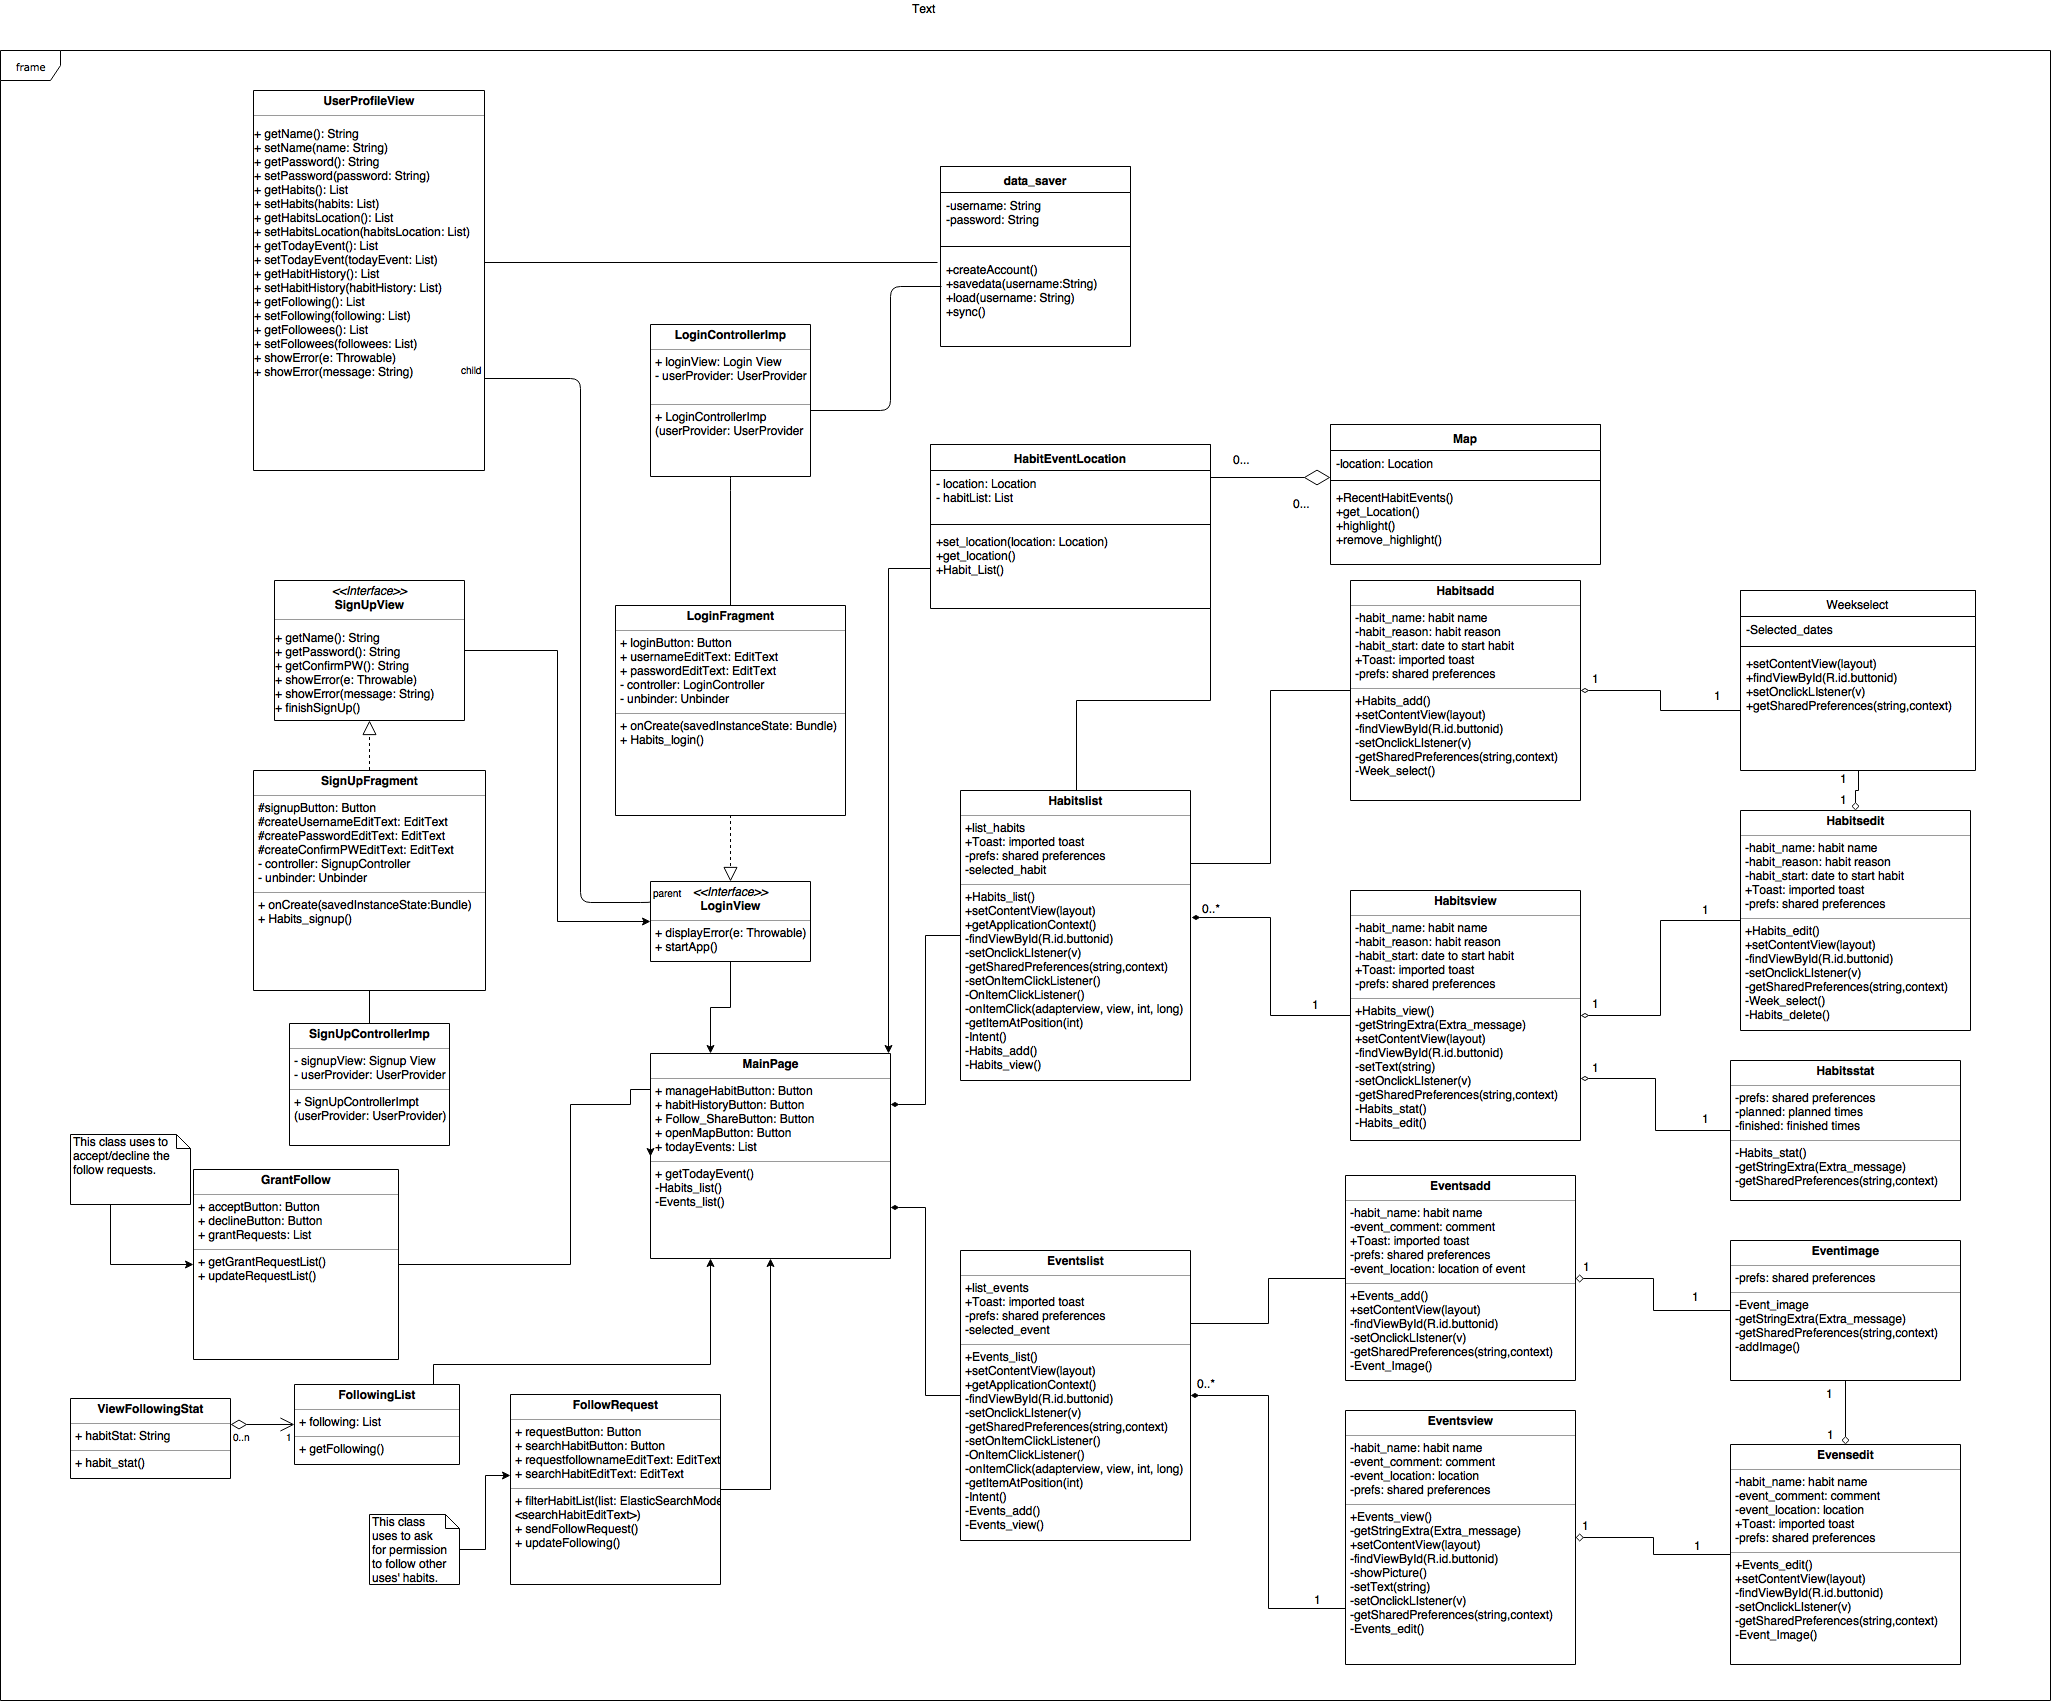 Text
frame
UserProfileView
+ getName(): String
+ setName(name: String)
+ getPassword(): String
+ setPassword(password: String)
+ getHabits(): List
+ setHabits(habits: List)
+ getHabitsLocation(): List
+ setHabitsLocation(habitsLocation: List)
+ getTodayEvent(): List
+ setTodayEvent(todayEvent: List)
+ getHabitHistory(): List
+ setHabitHistory(habitHistory: List)
+ getFollowing(): List
+ setFollowing(following: List)
+ getFollowees(): List
+ setFollowees(followees: List)
+ showError(e: Throwable)
+ showError(message: String)
child
data_saver
-username: String
-password: String
+createAccount()
+savedata(username:String)
+load(username: String)
+sync()
LoginControllerImp
+ loginView: Login View
- userProvider: UserProvider
+ LoginControllerImp
(userProvider: UserProvider
HabitEventLocation
- location: Location
- habitList: List
+set_location(location: Location)
+get_location()
+Habit_List()
0...
0...
Map
-location: Location
+RecentHabitEvents()
+get_Location()
+highlight()
+remove_highlight()
<<Interface>>
SignUpView
+ getName(): String
+ getPassword(): String
+ getConfirmPW(): String
+ showError(e: Throwable)
+ showError(message: String)
+ finishSignUp()
LoginFragment
+ loginButton: Button
+ usernameEditText: EditText
+ passwordEditText: EditText
- controller: LoginController
- unbinder: Unbinder
+ onCreate(savedInstanceState: Bundle)
+ Habits_login()
Habitsadd
-habit_name: habit name
-habit_reason: habit reason
-habit_start: date to start habit
+Toast: imported toast
-prefs: shared preferences
+Habits_add()
+setContentView(layout)
-findViewById(R.id.buttonid)
-setOnclickLIstener(v)
-getSharedPreferences(string,context)
-Week_select()
1
1
Weekselect
-Selected_dates
+setContentView(layout)
+findViewById(R.id.buttonid)
+setOnclickLIstener(v)
+getSharedPreferences(string,context)
1
1
SignUpFragment
#signupButton: Button
#createUsernameEditText: EditText
#createPasswordEditText: EditText
#createConfirmPWEditText: EditText
- controller: SignupController
- unbinder: Unbinder
+ onCreate(savedInstanceState:Bundle)
+ Habits_signup()
parent
<<Interface>>
LoginView
+ displayError(e: Throwable)
+ startApp()
Habitslist
+list_habits
+Toast: imported toast
-prefs: shared preferences
-selected_habit
+Habits_list()
+setContentView(layout)
+getApplicationContext()
-findViewById(R.id.buttonid)
-setOnclickLIstener(v)
-getSharedPreferences(string,context)
-setOnItemClickListener()
-OnItemClickListener()
-onItemClick(adapterview, view, int, long)
-getItemAtPosition(int)
-Intent()
-Habits_add()
-Habits_view()
0..*
1
Habitsview
-habit_name: habit name
-habit_reason: habit reason
-habit_start: date to start habit
+Toast: imported toast
-prefs: shared preferences
+Habits_view()
-getStringExtra(Extra_message)
+setContentView(layout)
-findViewById(R.id.buttonid)
-setText(string)
-setOnclickLIstener(v)
-getSharedPreferences(string,context)
-Habits_stat()
-Habits_edit()
1
1
1
1
Habitsedit
-habit_name: habit name
-habit_reason: habit reason
-habit_start: date to start habit
+Toast: imported toast
-prefs: shared preferences
+Habits_edit()
+setContentView(layout)
-findViewById(R.id.buttonid)
-setOnclickLIstener(v)
-getSharedPreferences(string,context)
-Week_select()
-Habits_delete()
SignUpControllerImp
- signupView: Signup View
- userProvider: UserProvider
+ SignUpControllerImpt
(userProvider: UserProvider)
MainPage
+ manageHabitButton: Button
+ habitHistoryButton: Button
+ Follow_ShareButton: Button
+ openMapButton: Button
+ todayEvents: List
+ getTodayEvent()
-Habits_list()
-Events_list()
Habitsstat
-prefs: shared preferences
-planned: planned times
-finished: finished times
-Habits_stat()
-getStringExtra(Extra_message)
-getSharedPreferences(string,context)
This class uses to
accept/decline the
follow requests.
GrantFollow
+ acceptButton: Button
+ declineButton: Button
+ grantRequests: List
+ getGrantRequestList()
+ updateRequestList()
Eventsadd
-habit_name: habit name
-event_comment: comment
+Toast: imported toast
-prefs: shared preferences
-event_location: location of event
+Events_add()
+setContentView(layout)
-findViewById(R.id.buttonid)
-setOnclickLIstener(v)
-getSharedPreferences(string,context)
-Event_Image()
1
1
Eventimage
-prefs: shared preferences
-Event_image
-getStringExtra(Extra_message)
-getSharedPreferences(string,context)
-addImage()
1
1
Eventslist
+list_events
+Toast: imported toast
-prefs: shared preferences
-selected_event
+Events_list()
+setContentView(layout)
+getApplicationContext()
-findViewById(R.id.buttonid)
-setOnclickLIstener(v)
-getSharedPreferences(string,context)
-setOnItemClickListener()
-OnItemClickListener()
-onItemClick(adapterview, view, int, long)
-getItemAtPosition(int)
-Intent()
-Events_add()
-Events_view()
0..*
1
ViewFollowingStat
+ habitStat: String
+ habit_stat()
0..n
1
FollowingList
+ following: List
+ getFollowing()
FollowRequest
+ requestButton: Button
+ searchHabitButton: Button
+ requestfollownameEditText: EditText
+ searchHabitEditText: EditText
+ filterHabitList(list: ElasticSearchMode
<searchHabitEditText>)
+ sendFollowRequest()
+ updateFollowing()
This class
uses to ask
for permission
to follow other
uses' habits.
Eventsview
-habit_name: habit name
-event_comment: comment
-event_location: location
-prefs: shared preferences
+Events_view()
-getStringExtra(Extra_message)
+setContentView(layout)
-findViewById(R.id.buttonid)
-showPicture()
-setText(string)
-setOnclickLIstener(v)
-getSharedPreferences(string,context)
-Events_edit()
1
1
Evensedit
-habit_name: habit name
-event_comment: comment
-event_location: location
+Toast: imported toast
-prefs: shared preferences
+Events_edit()
+setContentView(layout)
-findViewById(R.id.buttonid)
-setOnclickLIstener(v)
-getSharedPreferences(string,context)
-Event_Image()